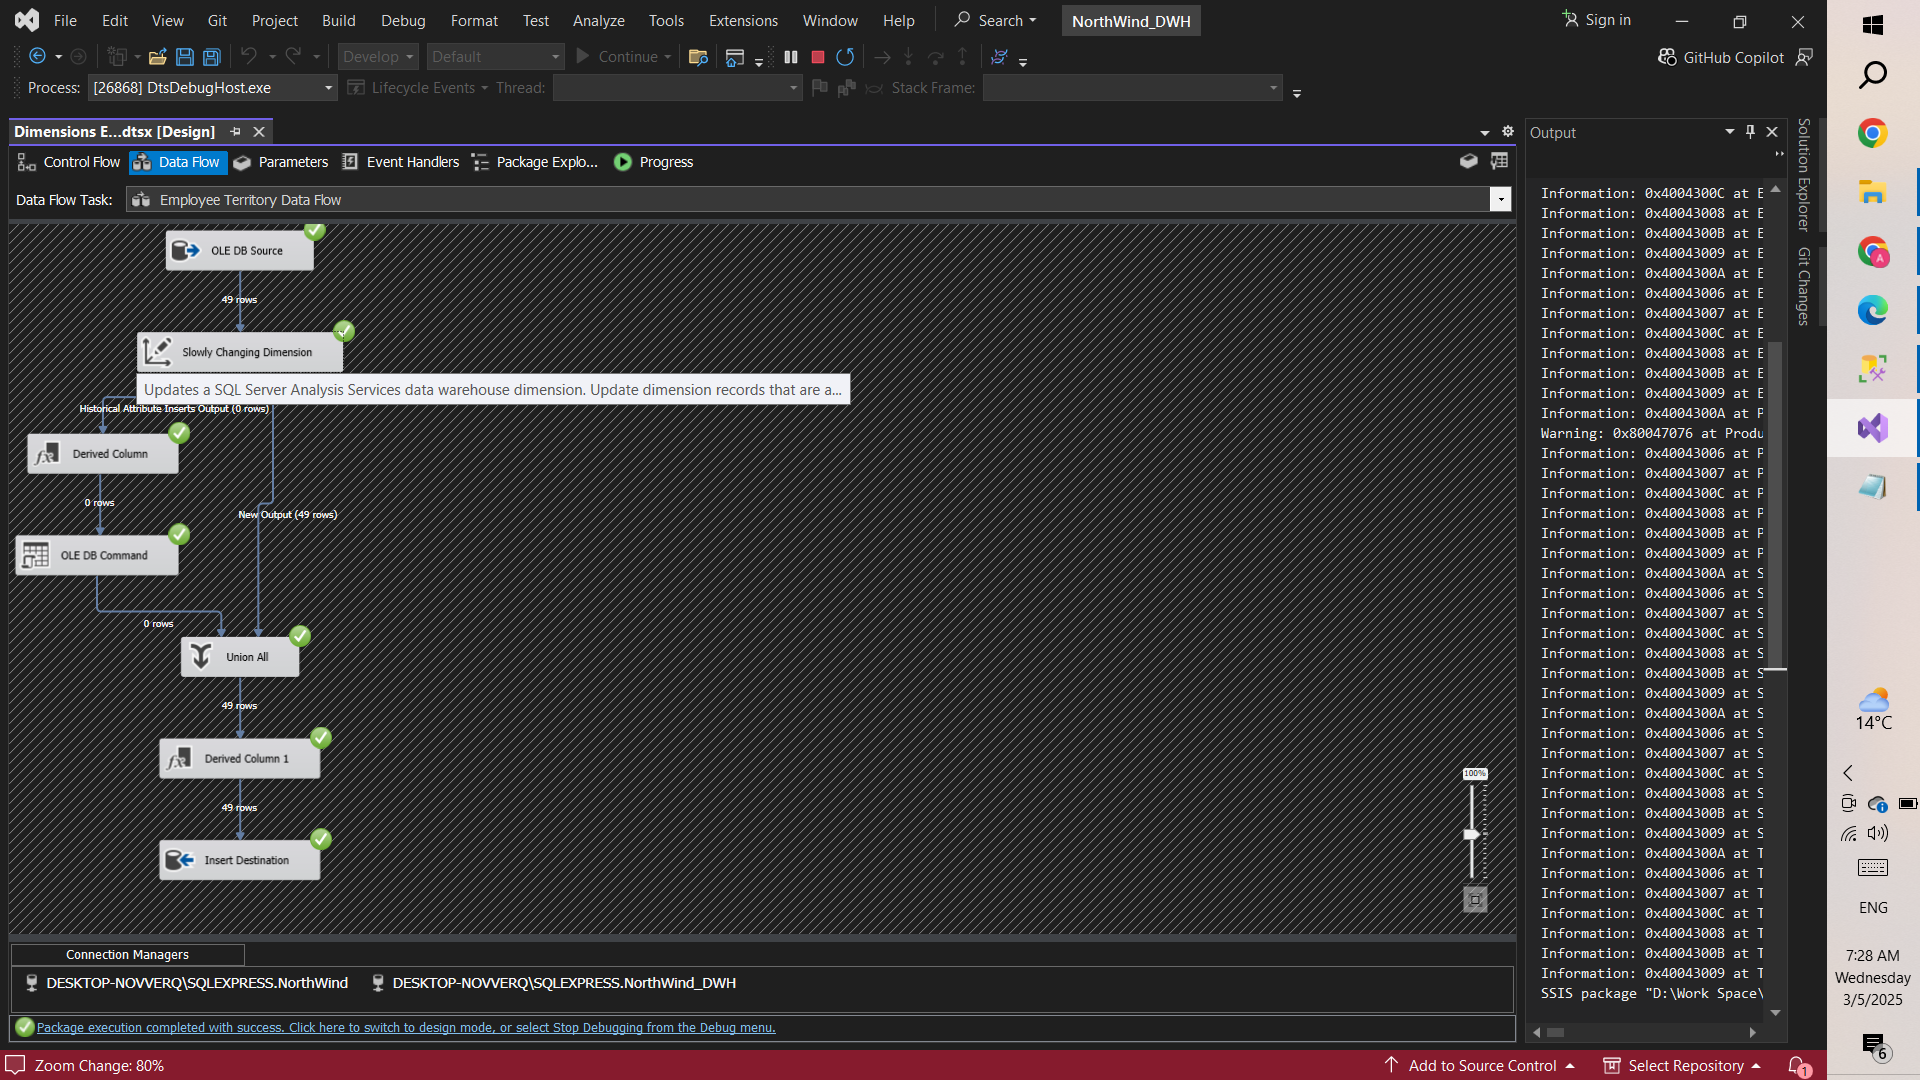 File Edit View Git Project Build Debug Format Test Analyze Tools Extensions Window Help Search NorthWind_DWH Sign in
Develop Default Continue GitHub Copilot
Process: [26868] DtsDebugHost.exe Lifecycle Events Thread: Stack Frame:
Dimensions E...dtsx [Design]
Control Flow Data Flow Parameters Event Handlers Package Explo... Progress
Data Flow Task: Employee Territory Data Flow
OLE DB Source
49 rows
Slowly Changing Dimension
Updates a SQL Server Analysis Services data warehouse dimension. Update dimension records that are a...
Historical Attribute Inserts Output (0 rows)
Derived Column
0 rows
New Output (49 rows)
OLE DB Command
0 rows
Union All
49 rows
Derived Column 1
49 rows
Insert Destination
100%
Connection Managers
DESKTOP-NOVVERQ\SQLEXPRESS.NorthWind DESKTOP-NOVVERQ\SQLEXPRESS.NorthWind_DWH
Package execution completed with success. Click here to switch to design mode, or select Stop Debugging from the Debug menu.
Zoom Change: 80% Add to Source Control Select Repository 1
Output
Information: 0x4004300C at E
Information: 0x40043008 at E
Information: 0x4004300B at E
Information: 0x40043009 at E
Information: 0x4004300A at E
Information: 0x40043006 at E
Information: 0x40043007 at E
Information: 0x4004300C at E
Information: 0x40043008 at E
Information: 0x4004300B at E
Information: 0x40043009 at E
Information: 0x4004300A at P
Warning: 0x80047076 at Produ
Information: 0x40043006 at P
Information: 0x40043007 at P
Information: 0x4004300C at P
Information: 0x40043008 at P
Information: 0x4004300B at P
Information: 0x40043009 at P
Information: 0x4004300A at S
Information: 0x40043006 at S
Information: 0x40043007 at S
Information: 0x4004300C at S
Information: 0x40043008 at S
Information: 0x4004300B at S
Information: 0x40043009 at S
Information: 0x4004300A at S
Information: 0x40043006 at S
Information: 0x40043007 at S
Information: 0x4004300C at S
Information: 0x40043008 at S
Information: 0x4004300B at S
Information: 0x40043009 at S
Information: 0x4004300A at T
Information: 0x40043006 at T
Information: 0x40043007 at T
Information: 0x4004300C at T
Information: 0x40043008 at T
Information: 0x4004300B at T
Information: 0x40043009 at T
SSIS package "D:\Work Space\
Solution Explorer
Git Changes
A
14°C
ENG
7:28 AM
Wednesday
3/5/2025
6